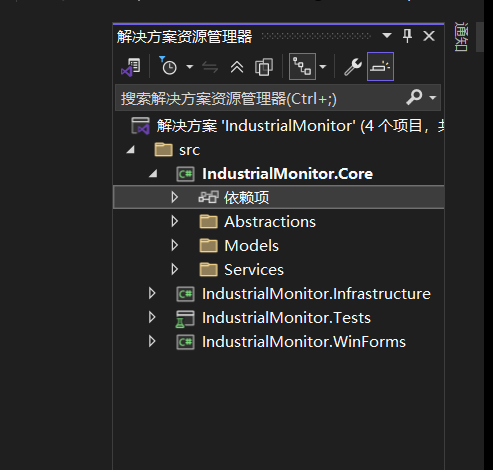 解决方案资源管理器
通知
搜索解决方案资源管理器(Ctrl+;)
解决方案 'IndustrialMonitor' (4 个项目，共
src
IndustrialMonitor.Core
依赖项
Abstractions
Models
Services
IndustrialMonitor.Infrastructure
IndustrialMonitor.Tests
IndustrialMonitor.WinForms